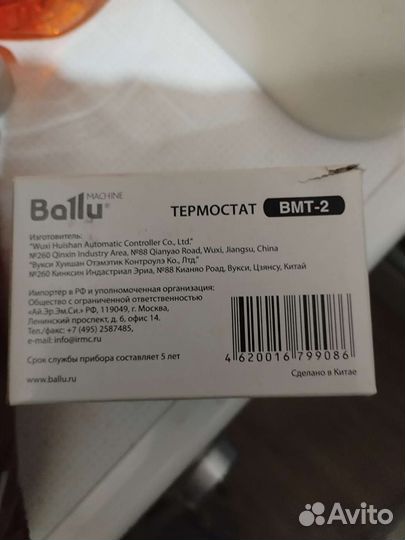 Ballu MACHINE
ТЕРМОСТАТ BMT-2
Изготовитель:
"Wuxi Huishan Automatic Controller Co., Ltd."
№260 Qinxin Industry Area, №88 Qianyao Road, Wuxi, Jiangsu, China
"Вукси Хуишан Отэмэтик Контроулэ Ко., Лтд."
№260 Кинксин Индастриал Эриа, №88 Кианяо Роад, Вукси, Цзянсу, Китай
Импортер в РФ и уполномоченная организация:
Общество с ограниченной ответственностью
«Ай.Эр.Эм.Си.» РФ, 119049, г. Москва,
Ленинский проспект, д. 6, офис 14.
Тел./факс: +7 (495) 2587485,
e-mail: info@irmc.ru
Срок службы прибора составляет 5 лет
www.ballu.ru
4620016799086
Сделано в Китае
Avito